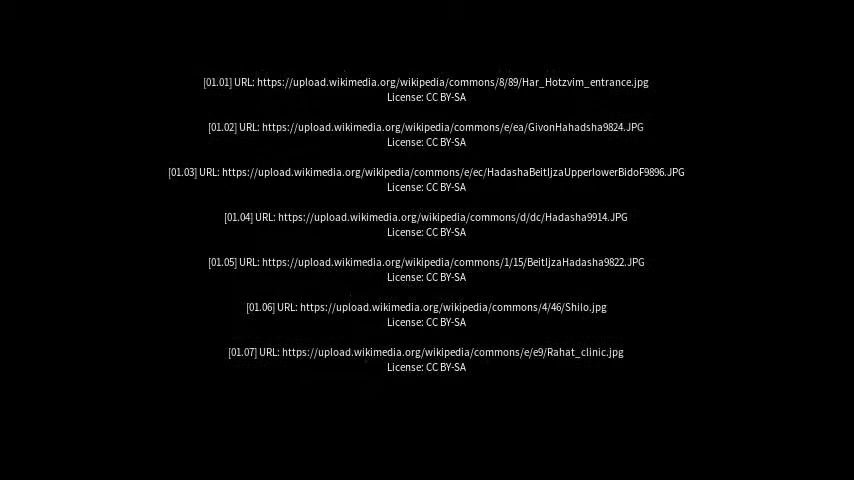 [01.01] URL: https://upload.wikimedia.org/wikipedia/commons/8/89/Har_Hotzvim_entrance.jpg
License: CC BY-SA
[01.02] URL: https://upload.wikimedia.org/wikipedia/commons/e/ea/GivonHahadsha9824.JPG
License: CC BY-SA
[01.03] URL: https://upload.wikimedia.org/wikipedia/commons/e/ec/HadashaBeitIjzaUpperlowerBidoF9896.JPG
License: CC BY-SA
[01.04] URL: https://upload.wikimedia.org/wikipedia/commons/d/dc/Hadasha9914.JPG
License: CC BY-SA
[01.05] URL: https://upload.wikimedia.org/wikipedia/commons/1/15/BeitIjzaHadasha9822.JPG
License: CC BY-SA
[01.06] URL: https://upload.wikimedia.org/wikipedia/commons/4/46/Shilo.jpg
License: CC BY-SA
[01.07] URL: https://upload.wikimedia.org/wikipedia/commons/e/e9/Rahat_clinic.jpg
License: CC BY-SA